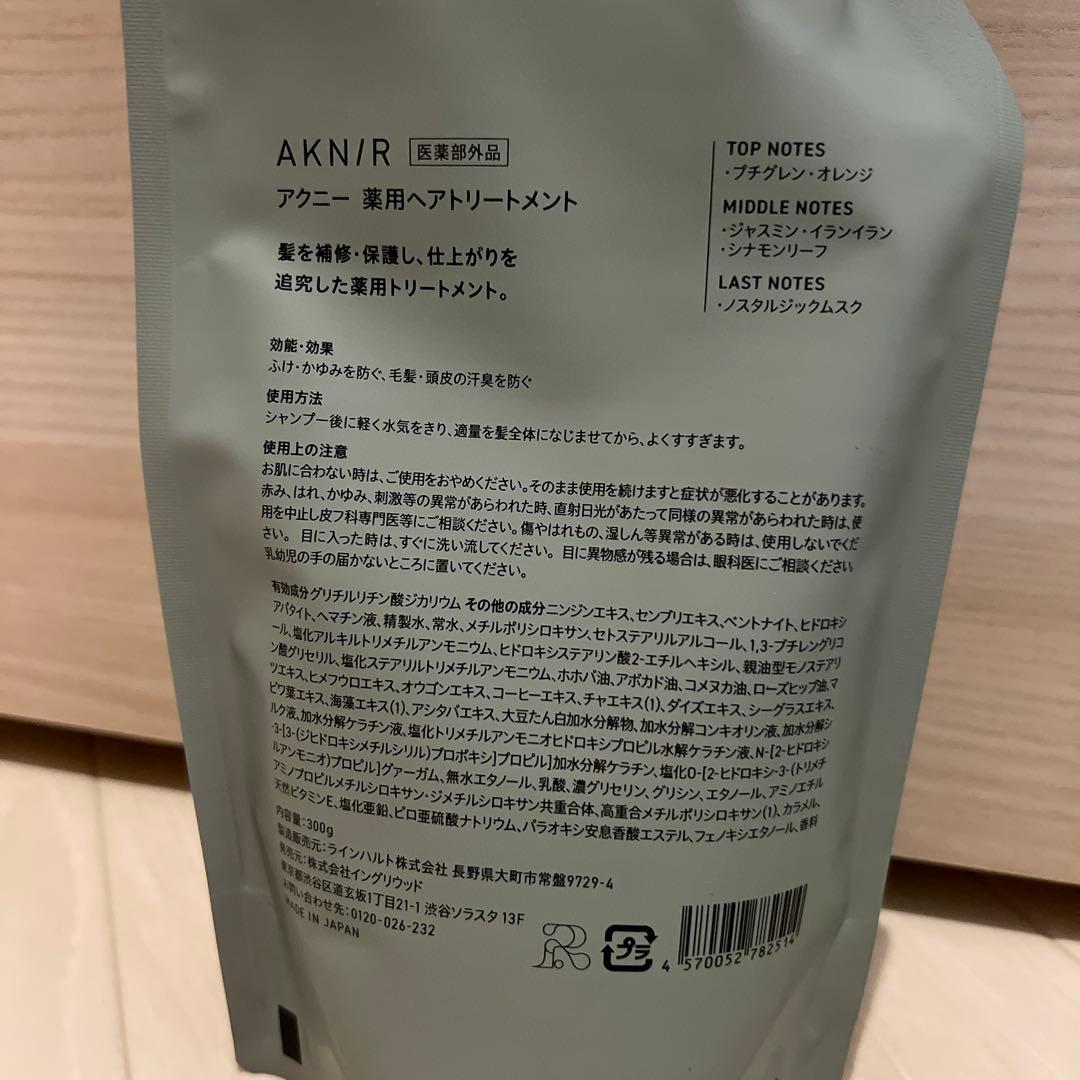 AKNIR 医薬部外品
アクニー 薬用ヘアトリートメント
髪を補修・保護し、仕上がりを
追究した薬用トリートメント。
TOP NOTES
・プチグレン・オレンジ
MIDDLE NOTES
・ジャスミン・イランイラン
・シナモンリーフ
LAST NOTES
・ノスタルジックムスク
効能・効果
ふけ・かゆみを防ぐ、毛髪・頭皮の汗臭を防ぐ
使用方法
シャンプー後に軽く水気をきり、適量を髪全体になじませてから、よくすすぎます。
使用上の注意
お肌に合わない時は、ご使用をおやめください。そのまま使用を続けますと症状が悪化することがあります。
赤み、はれ、かゆみ、刺激等の異常があらわれた時、直射日光があたって同様の異常があらわれた時は、使
用を中止し皮フ科専門医等にご相談ください。傷やはれもの、湿しん等異常がある時は、使用しないでくだ
さい。 目に入った時は、すぐに洗い流してください。 目に異物感が残る場合は、眼科医にご相談ください。
乳幼児の手の届かないところに置いてください。
有効成分グリチルリチン酸ジカリウム その他の成分ニンジンエキス、センブリエキス、ベントナイト、ヒドロキシ
アパタイト、ヘマチン液、精製水、常水、メチルポリシロキサン、セトステアリルアルコール、1,3-ブチレングリコ
ール、塩化アルキルトリメチルアンモニウム、ヒドロキシステアリン酸2-エチルヘキシル、親油型モノステアリ
ン酸グリセリル、塩化ステアリルトリメチルアンモニウム、ホホバ油、アボカド油、コメヌカ油、ローズヒップ油、マ
ツエキス、ヒメフウロエキス、オウゴンエキス、コーヒーエキス、チャエキス(1)、ダイズエキス、シーグラスエキス、
ビワ葉エキス、海藻エキス(1)、アシタバエキス、大豆たん白加水分解物、加水分解コンキオリン液、加水分解シ
ルク液、加水分解ケラチン液、塩化トリメチルアンモニオヒドロキシプロピル水解ケラチン液、N-[2-ヒドロキシ
-3-[3-(ジヒドロキシメチルシリル)プロポキシ]プロピル]加水分解ケラチン、塩化O-[2-ヒドロキシ-3-(トリメチ
ルアンモニオ)プロピル]グァーガム、無水エタノール、乳酸、濃グリセリン、グリシン、エタノール、アミノエチル
アミノプロピルメチルシロキサン・ジメチルシロキサン共重合体、高重合メチルポリシロキサン(1)、カラメル、
天然ビタミンE、塩化亜鉛、ピロ亜硫酸ナトリウム、パラオキシ安息香酸エステル、フェノキシエタノール、香料
内容量:300g
製造販売元:ラインハルト株式会社 長野県大町市常盤9729-4
発売元:株式会社イングリウッド
東京都渋谷区道玄坂1丁目21-1 渋谷ソラスタ 13F
お問い合わせ先:0120-026-232
MADE IN JAPAN
R
プラ
4 570052 782514